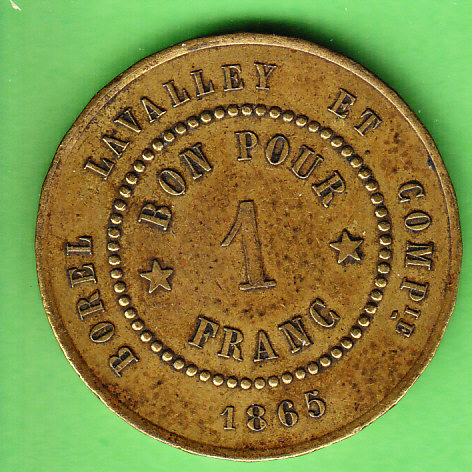 BOREL LAVALLEY ET COMPIE
BON POUR
1
FRANC
1865